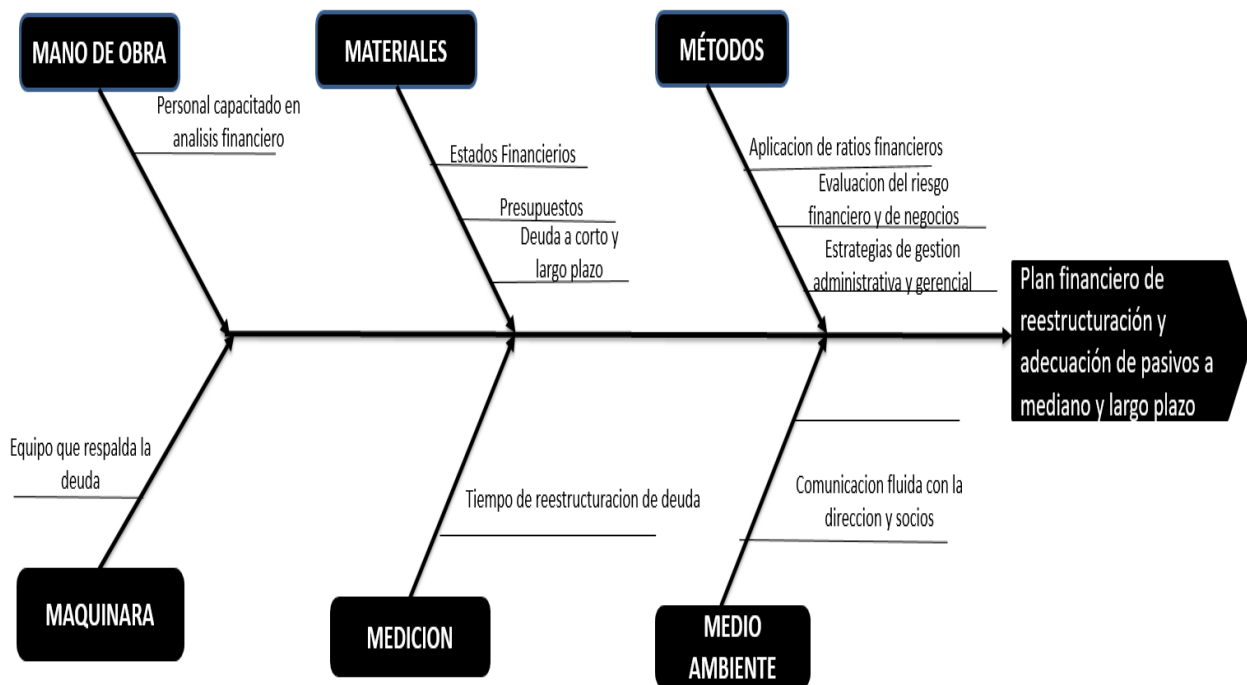 MANO DE OBRA
MATERIALES
MÉTODOS
Personal capacitado en
analisis financiero
Estados Financierios
Presupuestos
Deuda a corto y
largo plazo
Aplicacion de ratios financieros
Evaluacion del riesgo
financiero y de negocios
Estrategias de gestion
administrativa y gerencial
Plan financiero de
reestructuración y
adecuación de pasivos a
mediano y largo plazo
Equipo que respalda la
deuda
Tiempo de reestructuracion de deuda
Comunicacion fluida con la
direccion y socios
MAQUINARA
MEDICION
MEDIO
AMBIENTE